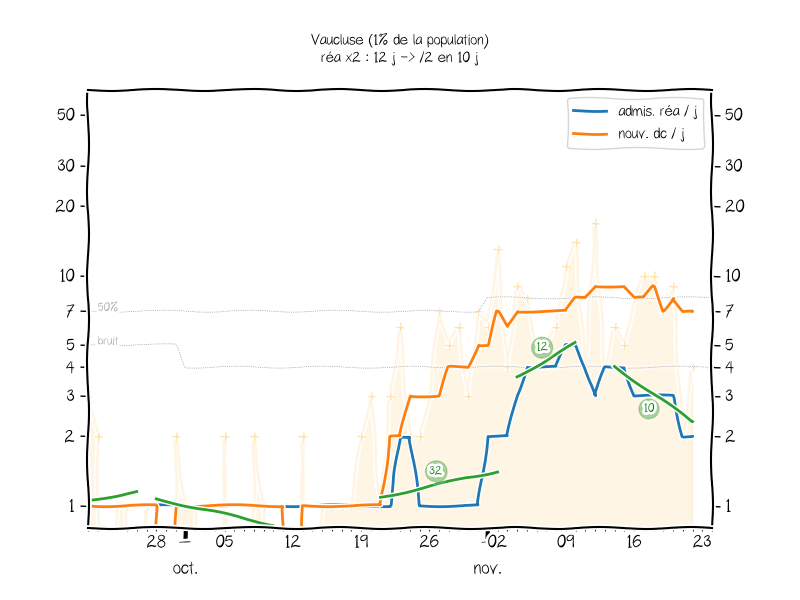 Vaucluse (1% de la population)
réa x2 : 12 j -> /2 en 10 j
admis. réa / j
nouv. dc / j
50 50
30 30
20 20
10 10
7 7
5 5
4 4
3 3
2 2
1 1
50%
bruit
32
12
10
28 05 12 19 26 02 09 16 23
oct. nov.